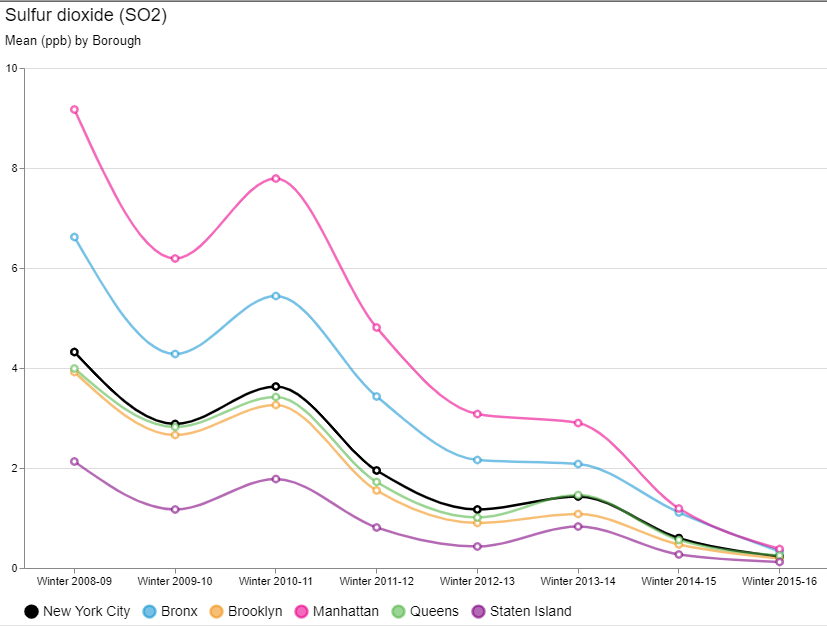 Sulfur dioxide (SO2)
Mean (ppb) by Borough
10
8
6
4
2
0
Winter 2008-09 Winter 2009-10 Winter 2010-11 Winter 2011-12 Winter 2012-13 Winter 2013-14 Winter 2014-15 Winter 2015-16
New York City Bronx Brooklyn Manhattan Queens Staten Island